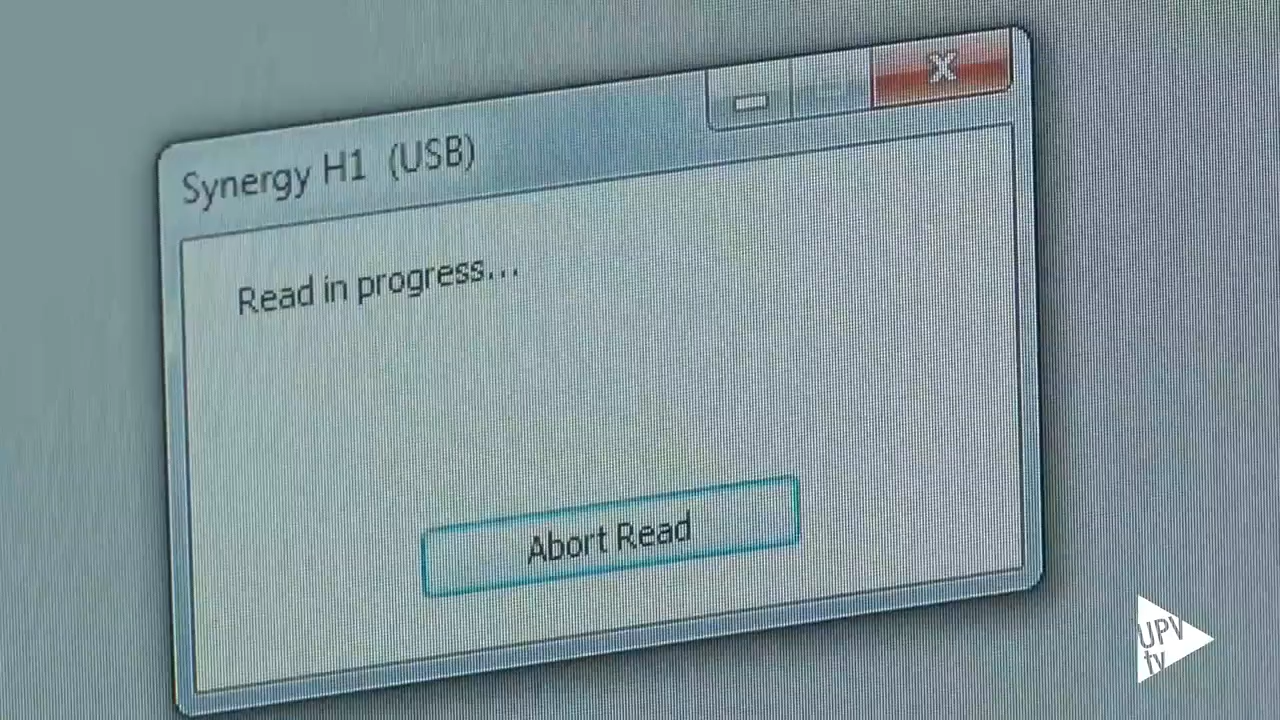 Synergy H1 (USB)
Read in progress...
Abort Read
UPV
tv